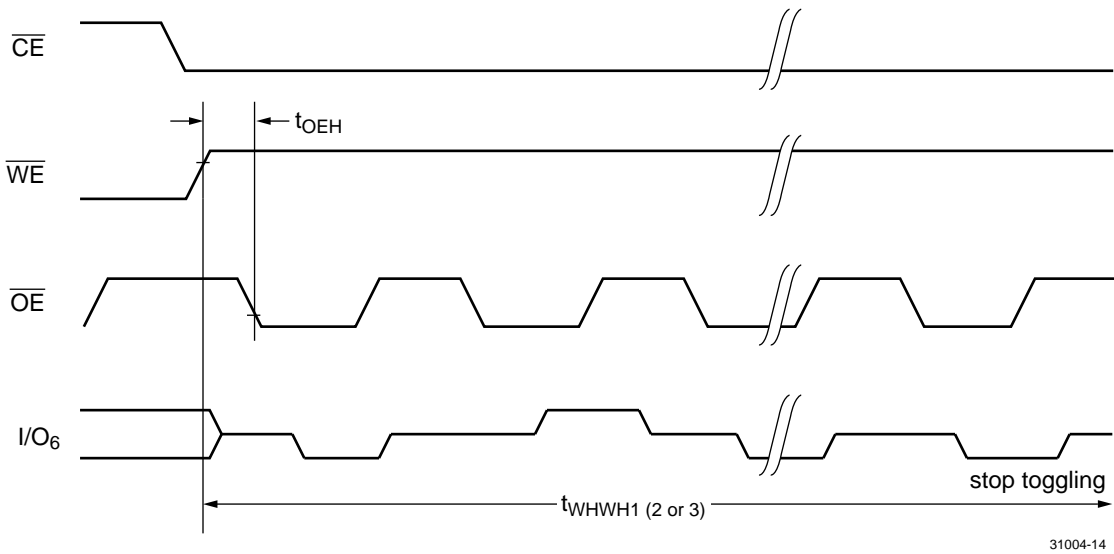 CE
tOEH
WE
OE
I/O6
stop toggling
tWHWH1 (2 or 3)
31004-14